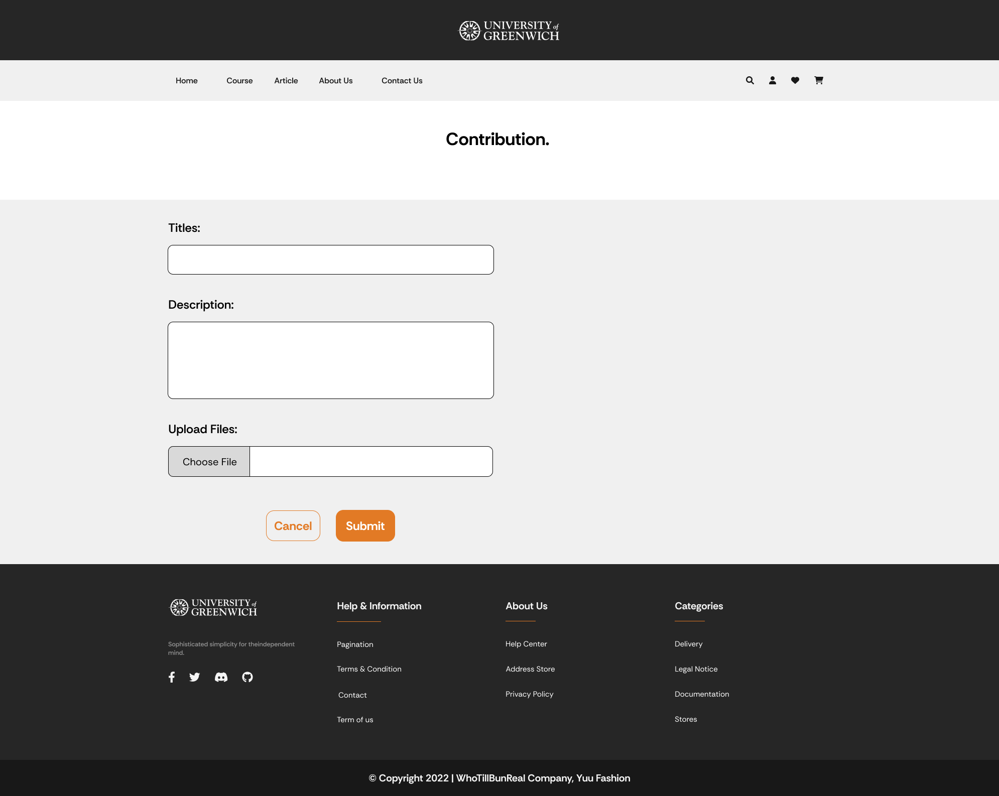 UNIVERSITY of
GREENWICH
Home Course Article About Us Contact Us
Contribution.
Titles:
Description:
Upload Files:
Choose File
Cancel Submit
UNIVERSITY of
GREENWICH
Sophisticated simplicity for theindependent
mind.
Help & Information
Pagination
Terms & Condition
Contact
Term of us
About Us
Help Center
Address Store
Privacy Policy
Categories
Delivery
Legal Notice
Documentation
Stores
© Copyright 2022 | WhoTillBunReal Company, Yuu Fashion